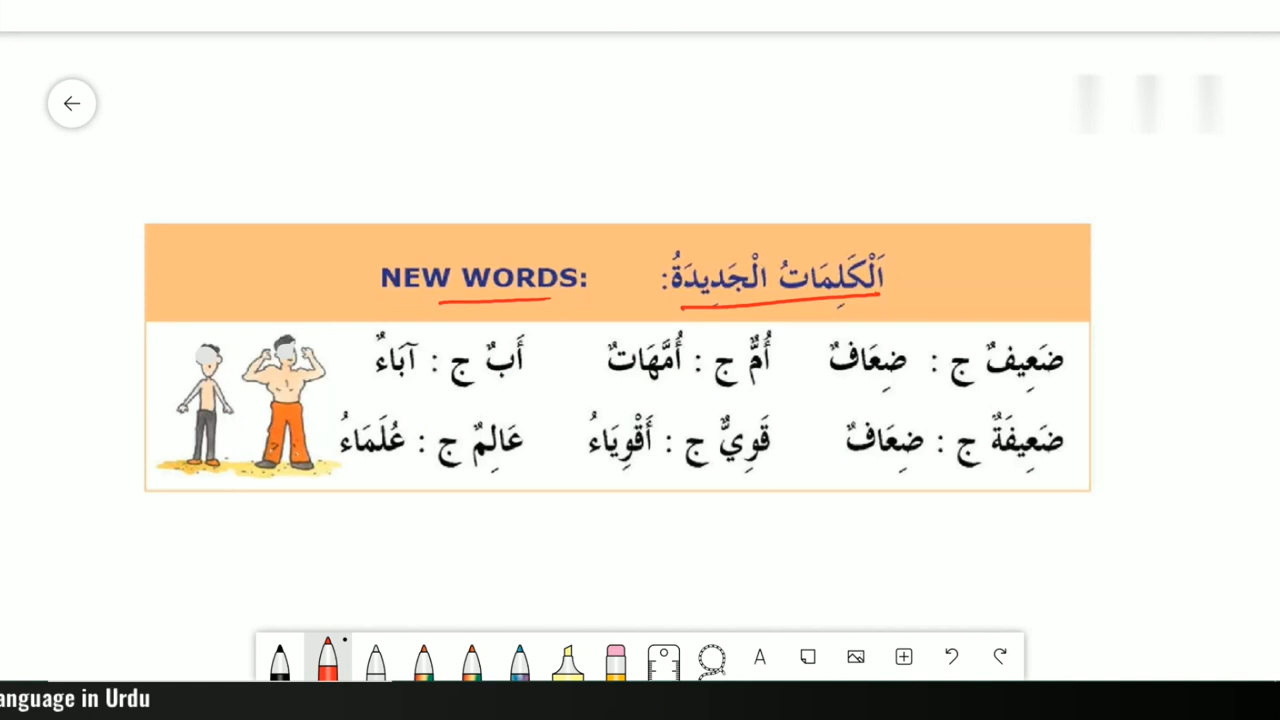 اَلْكَلِمَاتُ الْجَدِيدَةُ: NEW WORDS:
ضَعِيفٌ ج : ضِعَافٌ أُمٌّ ج : أُمَّهَاتٌ أَبٌ ج : آبَاءٌ
ضَعِيفَةٌ ج : ضِعَافٌ قَوِيٌّ ج : أَقْوِيَاءُ عَالِمٌ ج : عُلَمَاءُ
A
anguage in Urdu